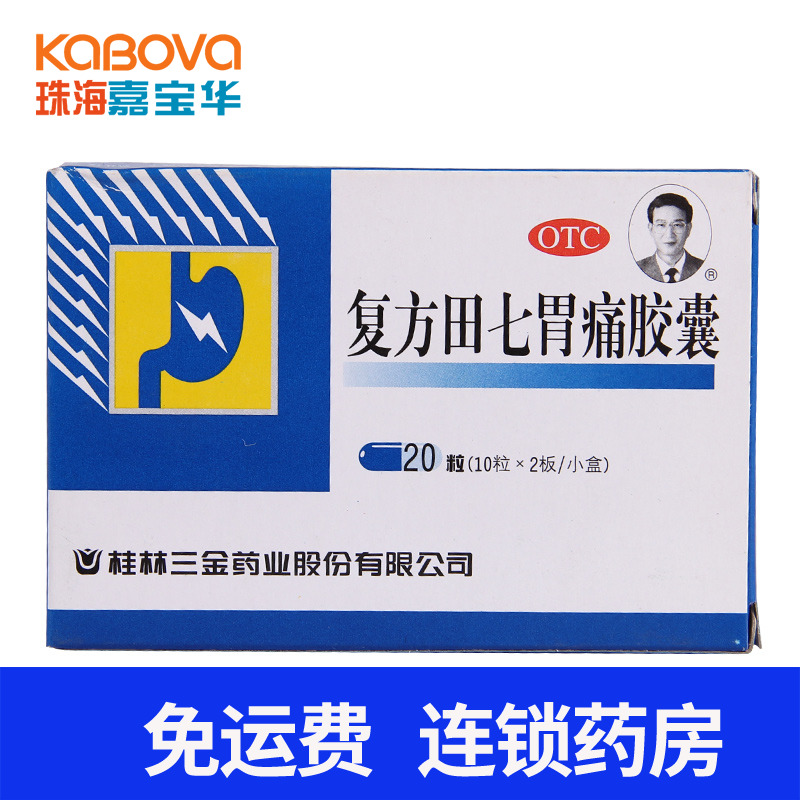 KABOVA
珠海嘉宝华
OTC
®
复方田七胃痛胶囊
20粒(10粒×2板/小盒)
桂林三金药业股份有限公司
免运费 连锁药房